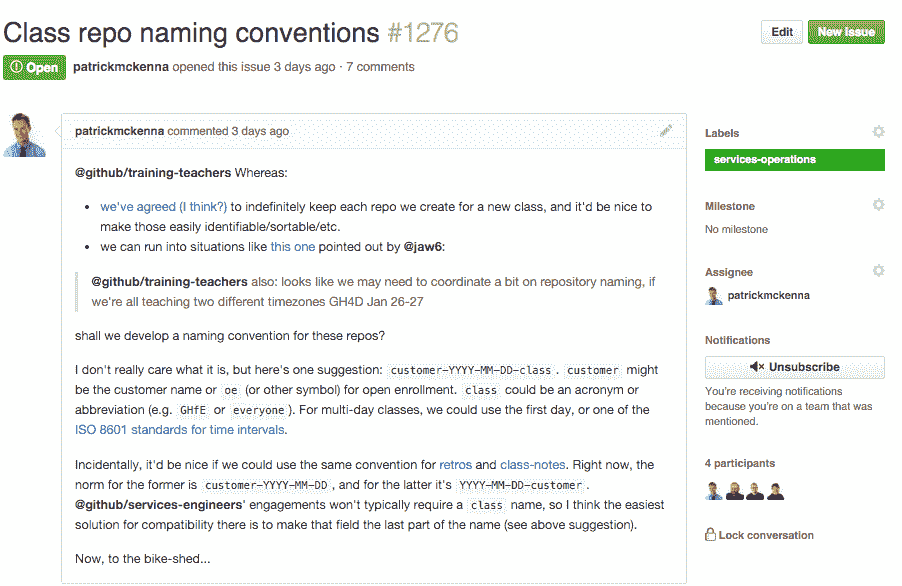 Class repo naming conventions #1276
Edit
New issue
Open
patrickmckenna opened this issue 3 days ago · 7 comments
patrickmckenna commented 3 days ago
@github/training-teachers Whereas:
• we've agreed (I think?) to indefinitely keep each repo we create for a new class, and it'd be nice to
make those easily identifiable/sortable/etc.
• we can run into situations like this one pointed out by @jaw6:
@github/training-teachers also: looks like we may need to coordinate a bit on repository naming, if
we're all teaching two different timezones GH4D Jan 26-27
shall we develop a naming convention for these repos?
I don't really care what it is, but here's one suggestion: customer-YYYY-MM-DD-class. customer might
be the customer name or oe (or other symbol) for open enrollment. class could be an acronym or
abbreviation (e.g. GHfE or everyone). For multi-day classes, we could use the first day, or one of the
ISO 8601 standards for time intervals.
Incidentally, it'd be nice if we could use the same convention for retros and class-notes. Right now, the
norm for the former is customer-YYYY-MM-DD, and for the latter it's YYYY-MM-DD-customer.
@github/services-engineers' engagements won't typically require a class name, so I think the easiest
solution for compatibility there is to make that field the last part of the name (see above suggestion).
Now, to the bike-shed...
Labels
services-operations
Milestone
No milestone
Assignee
patrickmckenna
Notifications
Unsubscribe
You're receiving notifications
because you're on a team that was
mentioned.
4 participants
Lock conversation